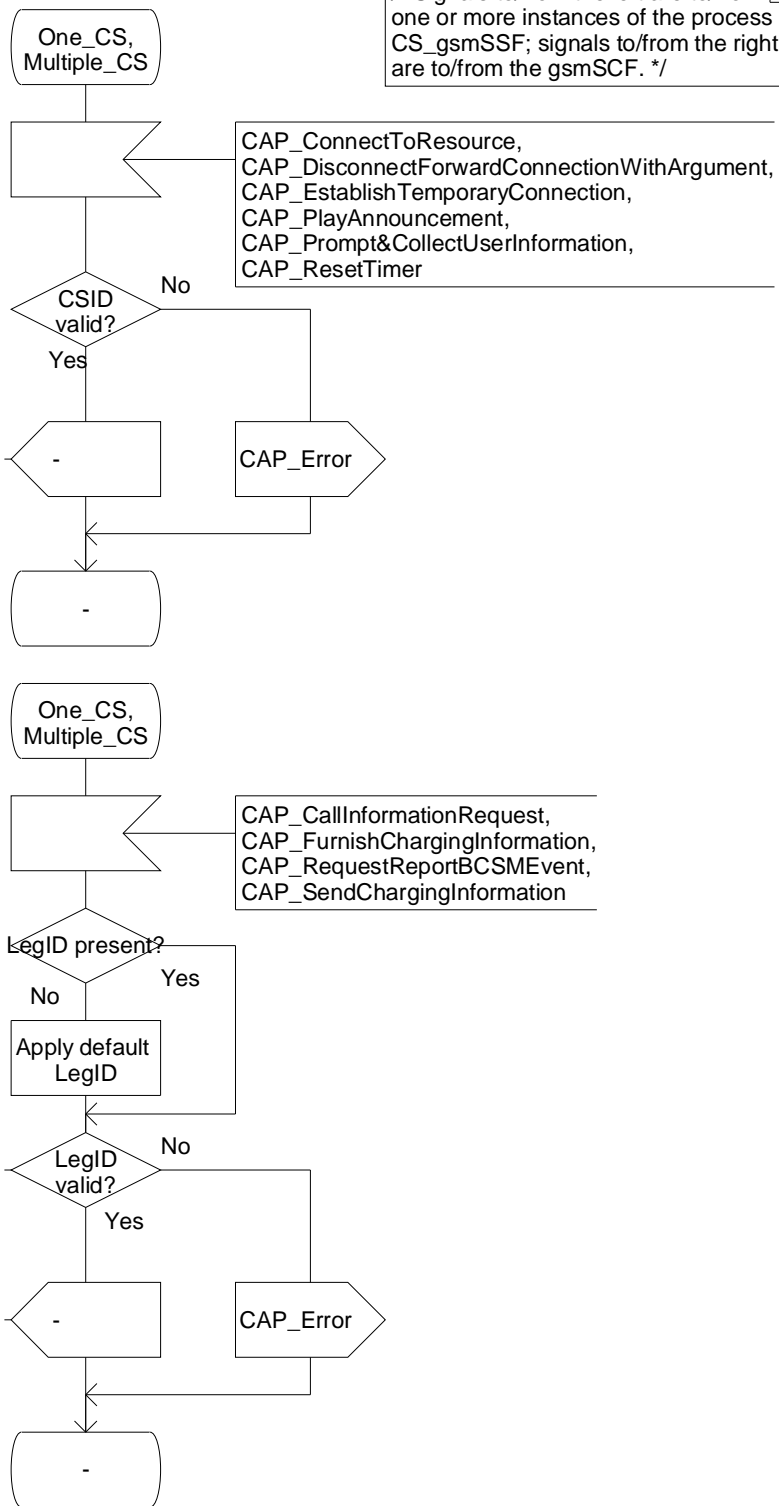 one or more instances of the process
CS_gsmSSF; signals to/from the right
are to/from the gsmSCF. */
One_CS,
Multiple_CS
CAP_ConnectToResource,
CAP_DisconnectForwardConnectionWithArgument,
CAP_EstablishTemporaryConnection,
CAP_PlayAnnouncement,
CAP_Prompt&CollectUserInformation,
CAP_ResetTimer
CSID
valid?
No
Yes
-
CAP_Error
-
One_CS,
Multiple_CS
CAP_CallInformationRequest,
CAP_FurnishChargingInformation,
CAP_RequestReportBCSMEvent,
CAP_SendChargingInformation
LegID present?
Yes
No
Apply default
LegID
LegID
valid?
No
Yes
-
CAP_Error
-